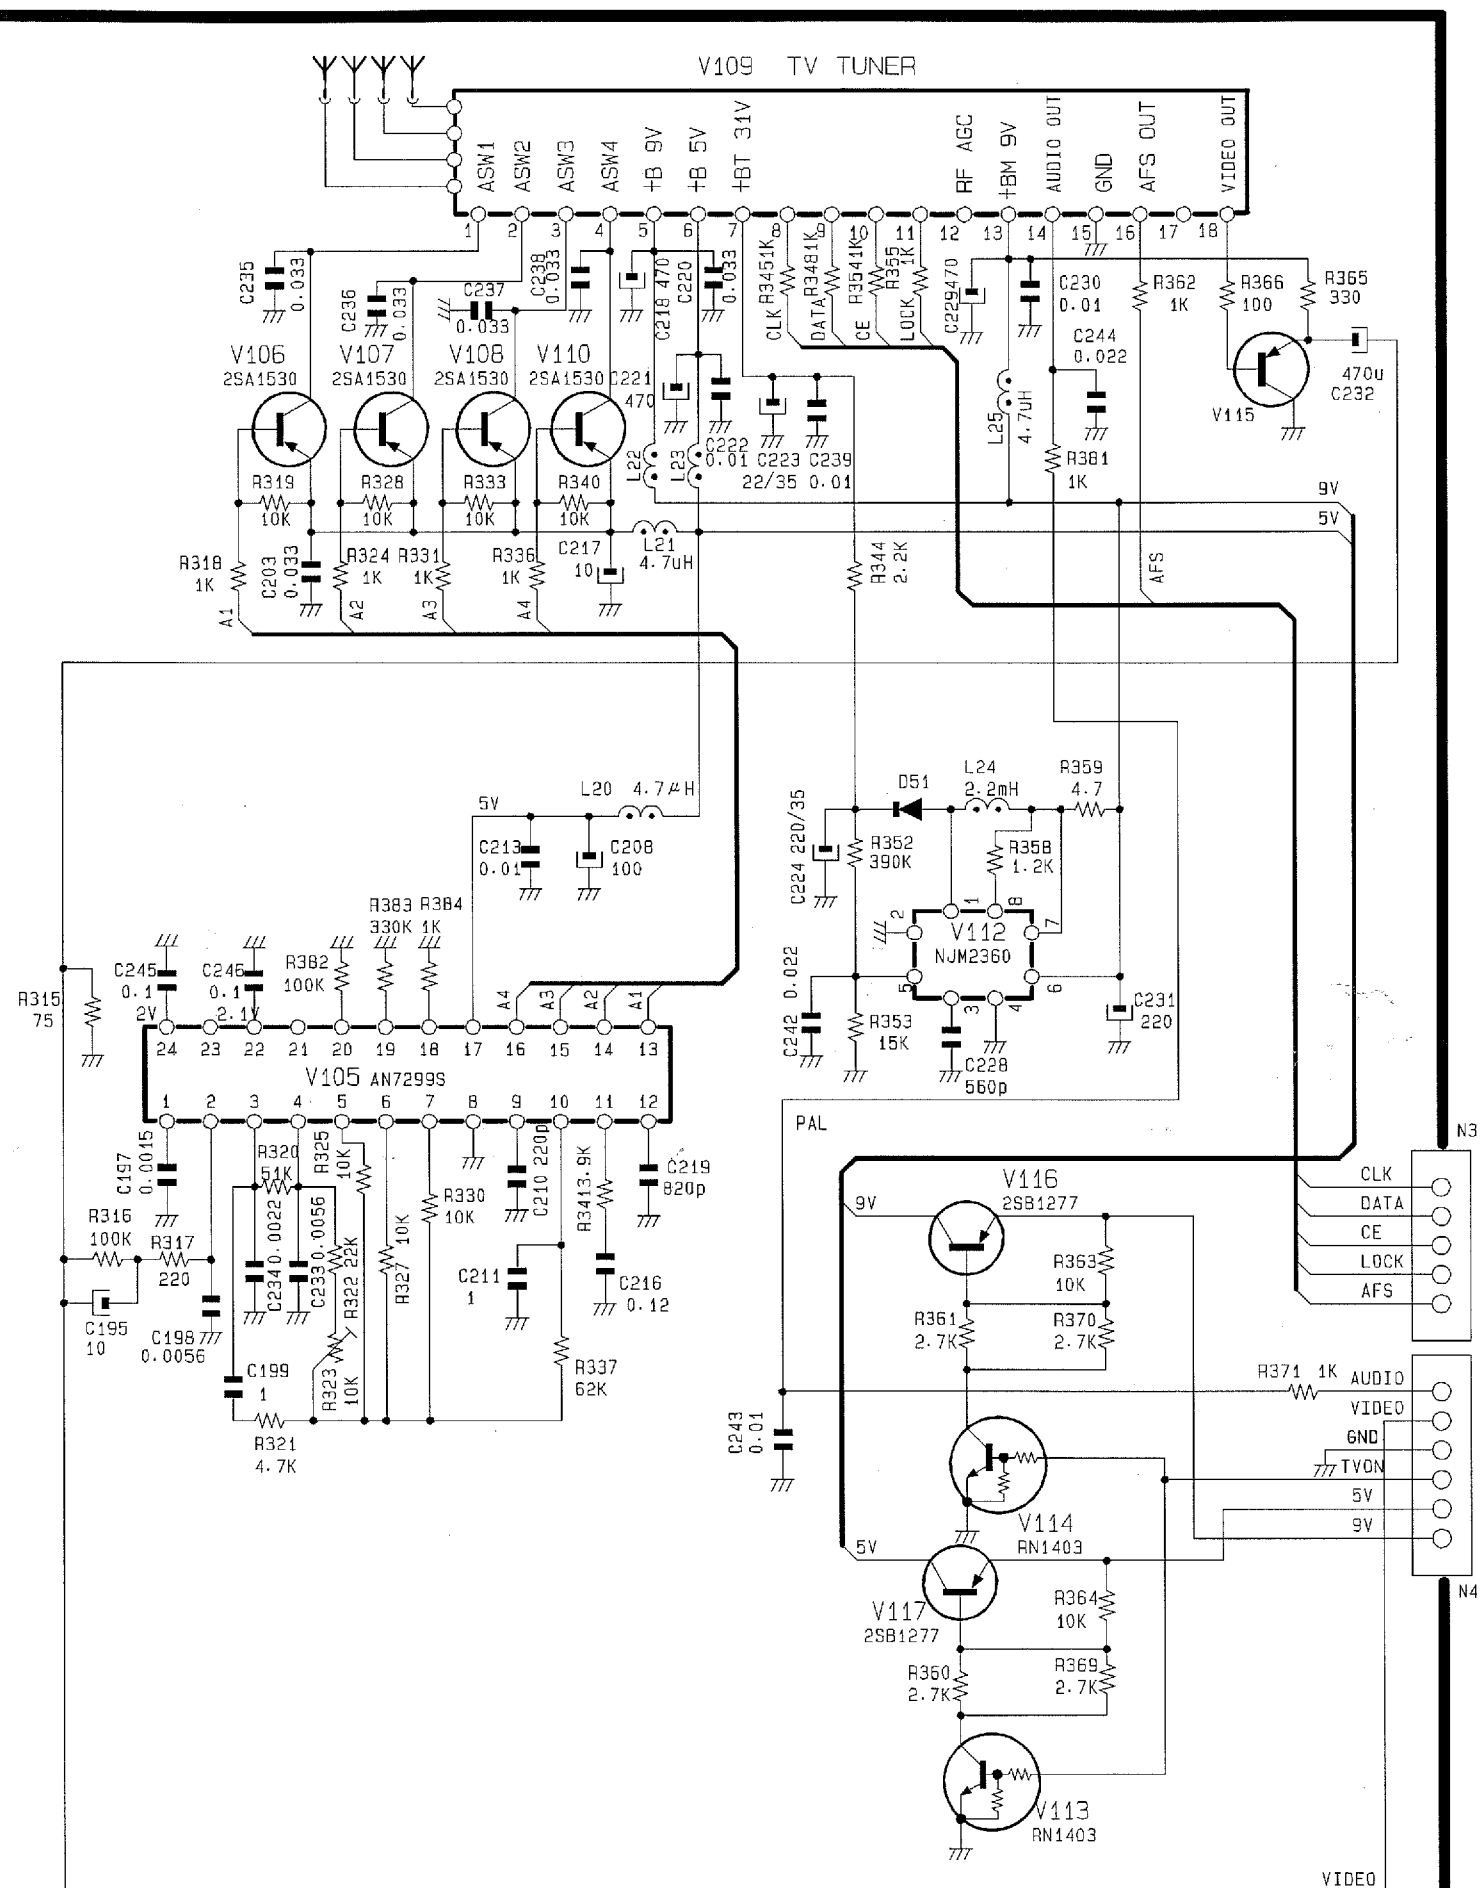 V109 TV TUNER
ASW1
ASW2
ASW3
ASW4
+B 9V
+B 5V
+BT 31V
RF AGC
+BM 9V
AUDIO OUT
GND
AFS OUT
VIDEO OUT
1
2
3
4
5
6
7
8
9
10
11
12
13
14
15
16
17
18
C235
0.033
C236
0.033
C237
0.033
C238
0.033
C218 470
C220
0.033
CLK R345 1K
DATA R348 1K
CE R354 1K
LOCK R355 1K
C229 470
C230
0.01
R362
1K
R366
100
R365
330
C244
0.022
V106
2SA1530
V107
2SA1530
V108
2SA1530
V110
2SA1530
C221
470
C222
0.01
C223
22/35
C239
0.01
L22
L23
L25
4.7uH
R381
1K
V115
470u
C232
R319
10K
R328
10K
R333
10K
R340
10K
9V
5V
L21
4.7uH
R318
1K
C203
0.033
R324
1K
R331
1K
R336
1K
C217
10
R344
2.2K
AFS
A1
A2
A3
A4
L20 4.7μH
5V
C213
0.01
C208
100
D51
L24
2.2mH
R359
4.7
C224 220/35
R352
390K
R358
1.2K
2
1
8
7
V112
NJM2360
5
3
4
6
C242 0.022
R353
15K
C228
560p
C231
220
R383
330K
R384
1K
C245
0.1
2V
C246
0.1
2.1V
R382
100K
A4
A3
A2
A1
R315
75
24
23
22
21
20
19
18
17
16
15
14
13
V105 AN7299S
1
2
3
4
5
6
7
8
9
10
11
12
PAL
C197
0.0015
R320
51K
R325
10K
C210 220p
R341 3.9K
C219
820p
R316
100K
R317
220
C234 0.0022
C233 0.0056
R322 22K
R327 10K
R330
10K
C211
1
C216
0.12
C195
10
C198
0.0056
C199
1
R323
10K
R337
62K
R321
4.7K
N3
CLK
DATA
CE
LOCK
AFS
V116
2SB1277
9V
R363
10K
R361
2.7K
R370
2.7K
R371 1K
AUDIO
VIDEO
GND
TVON
5V
9V
N4
C243
0.01
V114
RN1403
5V
V117
2SB1277
R364
10K
R360
2.7K
R369
2.7K
V113
RN1403
VIDEO